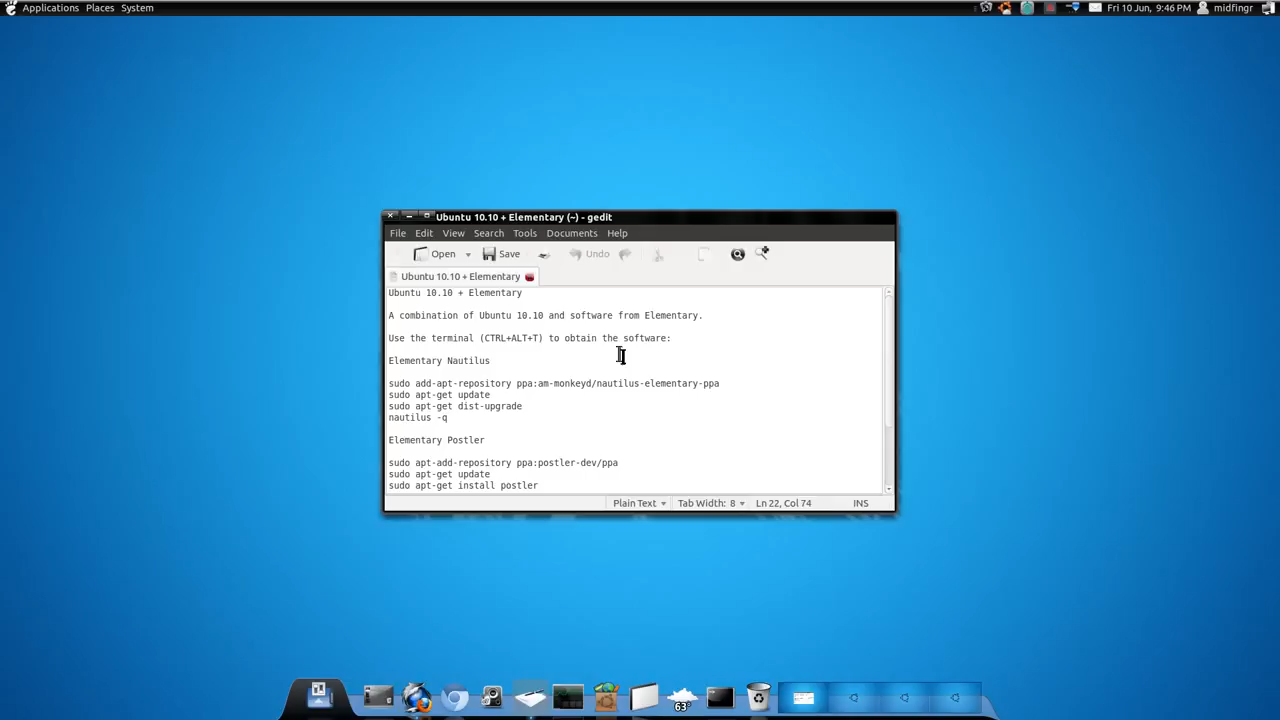 Applications Places System
Fri 10 Jun, 9:46 PM midfingr
Ubuntu 10.10 + Elementary (~) - gedit
File Edit View Search Tools Documents Help
Open Save Undo
Ubuntu 10.10 + Elementary
Ubuntu 10.10 + Elementary
A combination of Ubuntu 10.10 and software from Elementary.
Use the terminal (CTRL+ALT+T) to obtain the software:
Elementary Nautilus
sudo add-apt-repository ppa:am-monkeyd/nautilus-elementary-ppa
sudo apt-get update
sudo apt-get dist-upgrade
nautilus -q
Elementary Postler
sudo apt-add-repository ppa:postler-dev/ppa
sudo apt-get update
sudo apt-get install postler
Plain Text Tab Width: 8 Ln 22, Col 74 INS
63°